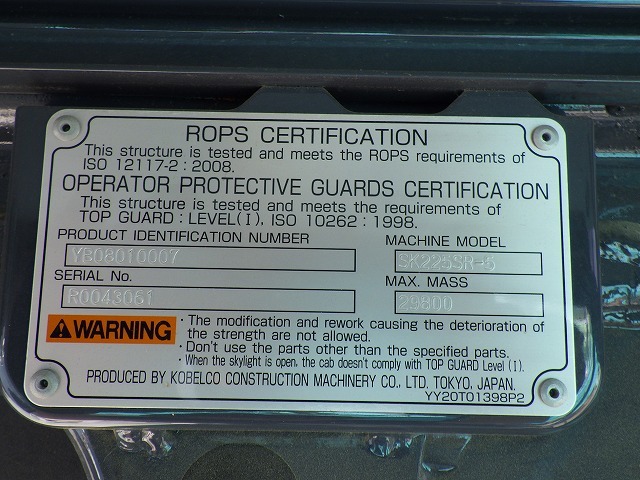 ROPS CERTIFICATION
This structure is tested and meets the ROPS requirements of
ISO 12117-2 : 2008.
OPERATOR PROTECTIVE GUARDS CERTIFICATION
This structure is tested and meets the requirements of
TOP GUARD : LEVEL(I), ISO 10262 : 1998.
PRODUCT IDENTIFICATION NUMBER
YB08010007
MACHINE MODEL
SK225SR-5
SERIAL No.
R0043061
MAX. MASS
29800
WARNING
· The modification and rework causing the deterioration of
the strength are not allowed.
· Don't use the parts other than the specified parts.
· When the skylight is open, the cab doesn't comply with TOP GUARD Level (I).
PRODUCED BY KOBELCO CONSTRUCTION MACHINERY CO., LTD. TOKYO, JAPAN.
YY20T01398P2